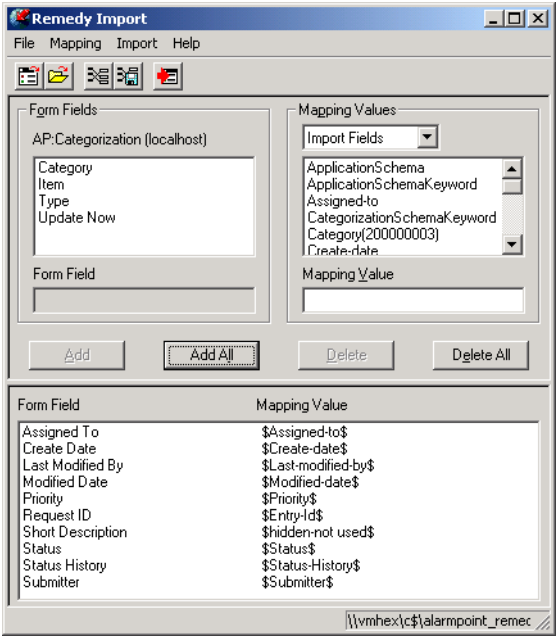 Remedy Import
File Mapping Import Help
Form Fields
AP:Categorization (localhost)
Category
Item
Type
Update Now
Form Field
Mapping Values
Import Fields
ApplicationSchema
ApplicationSchemaKeyword
Assigned-to
CategorizationSchemaKeyword
Category(200000003)
Create-date
Mapping Value
Add Add All Delete Delete All
Form Field Mapping Value
Assigned To $Assigned-to$
Create Date $Create-date$
Last Modified By $Last-modified-by$
Modified Date $Modified-date$
Priority $Priority$
Request ID $Entry-Id$
Short Description $hidden-not used$
Status $Status$
Status History $Status-History$
Submitter $Submitter$
\\vmhex\c$\alarmpoint_remec